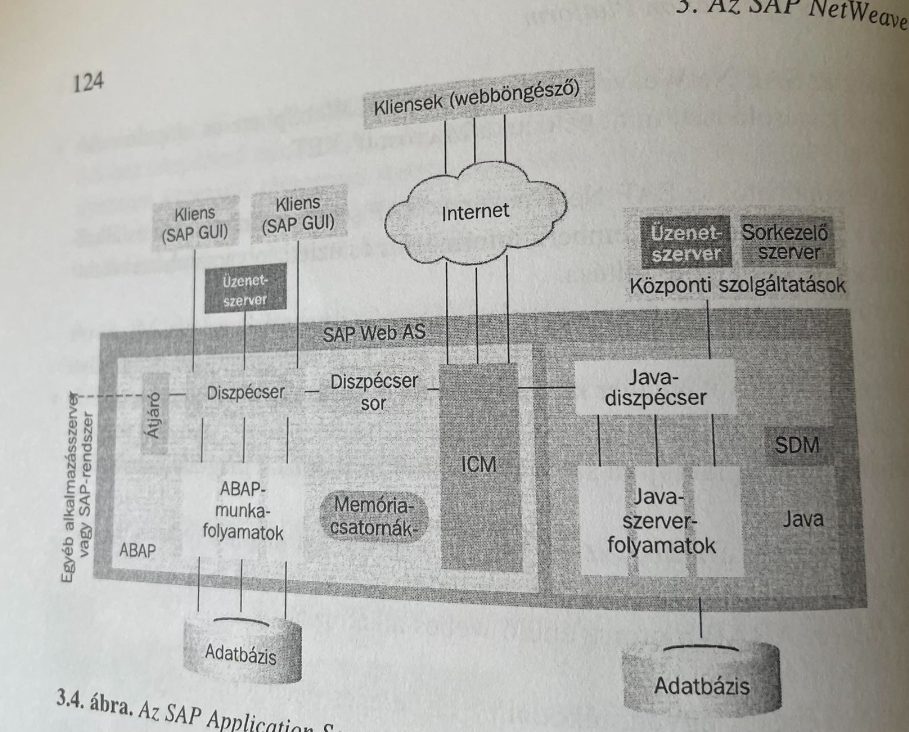 3. Az SAP NetWeave
124
Kliensek (webböngésző)
Kliens
(SAP GUI)
Kliens
(SAP GUI)
Internet
Üzenet-
szerver
Üzenet-
szerver
Sorkezelő
szerver
Központi szolgáltatások
SAP Web AS
Egyéb alkalmazásszerver
vagy SAP-rendszer
Átjáró
Diszpécser
Diszpécser
sor
ICM
Java-
diszpécser
SDM
ABAP-
munka-
folyamatok
Memória-
csatornák
Java-
szerver-
folyamatok
Java
ABAP
Adatbázis
Adatbázis
3.4. ábra. Az SAP Application